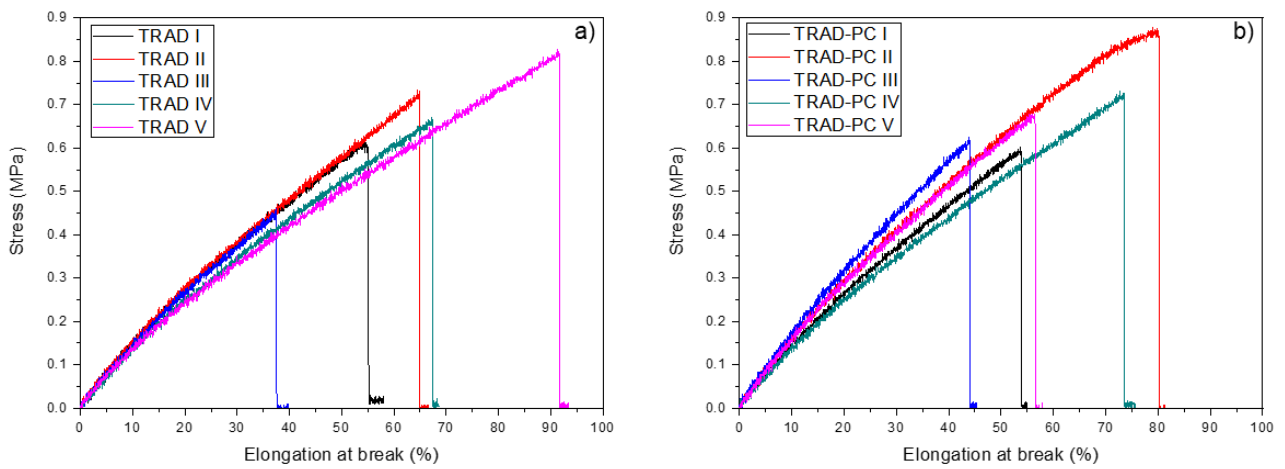 a)
TRAD I
TRAD II
TRAD III
TRAD IV
TRAD V
Stress (MPa)
0.9
0.8
0.7
0.6
0.5
0.4
0.3
0.2
0.1
0.0
0 10 20 30 40 50 60 70 80 90 100
Elongation at break (%)
b)
TRAD-PC I
TRAD-PC II
TRAD-PC III
TRAD-PC IV
TRAD-PC V
Stress (MPa)
0.9
0.8
0.7
0.6
0.5
0.4
0.3
0.2
0.1
0.0
0 10 20 30 40 50 60 70 80 90 100
Elongation at break (%)